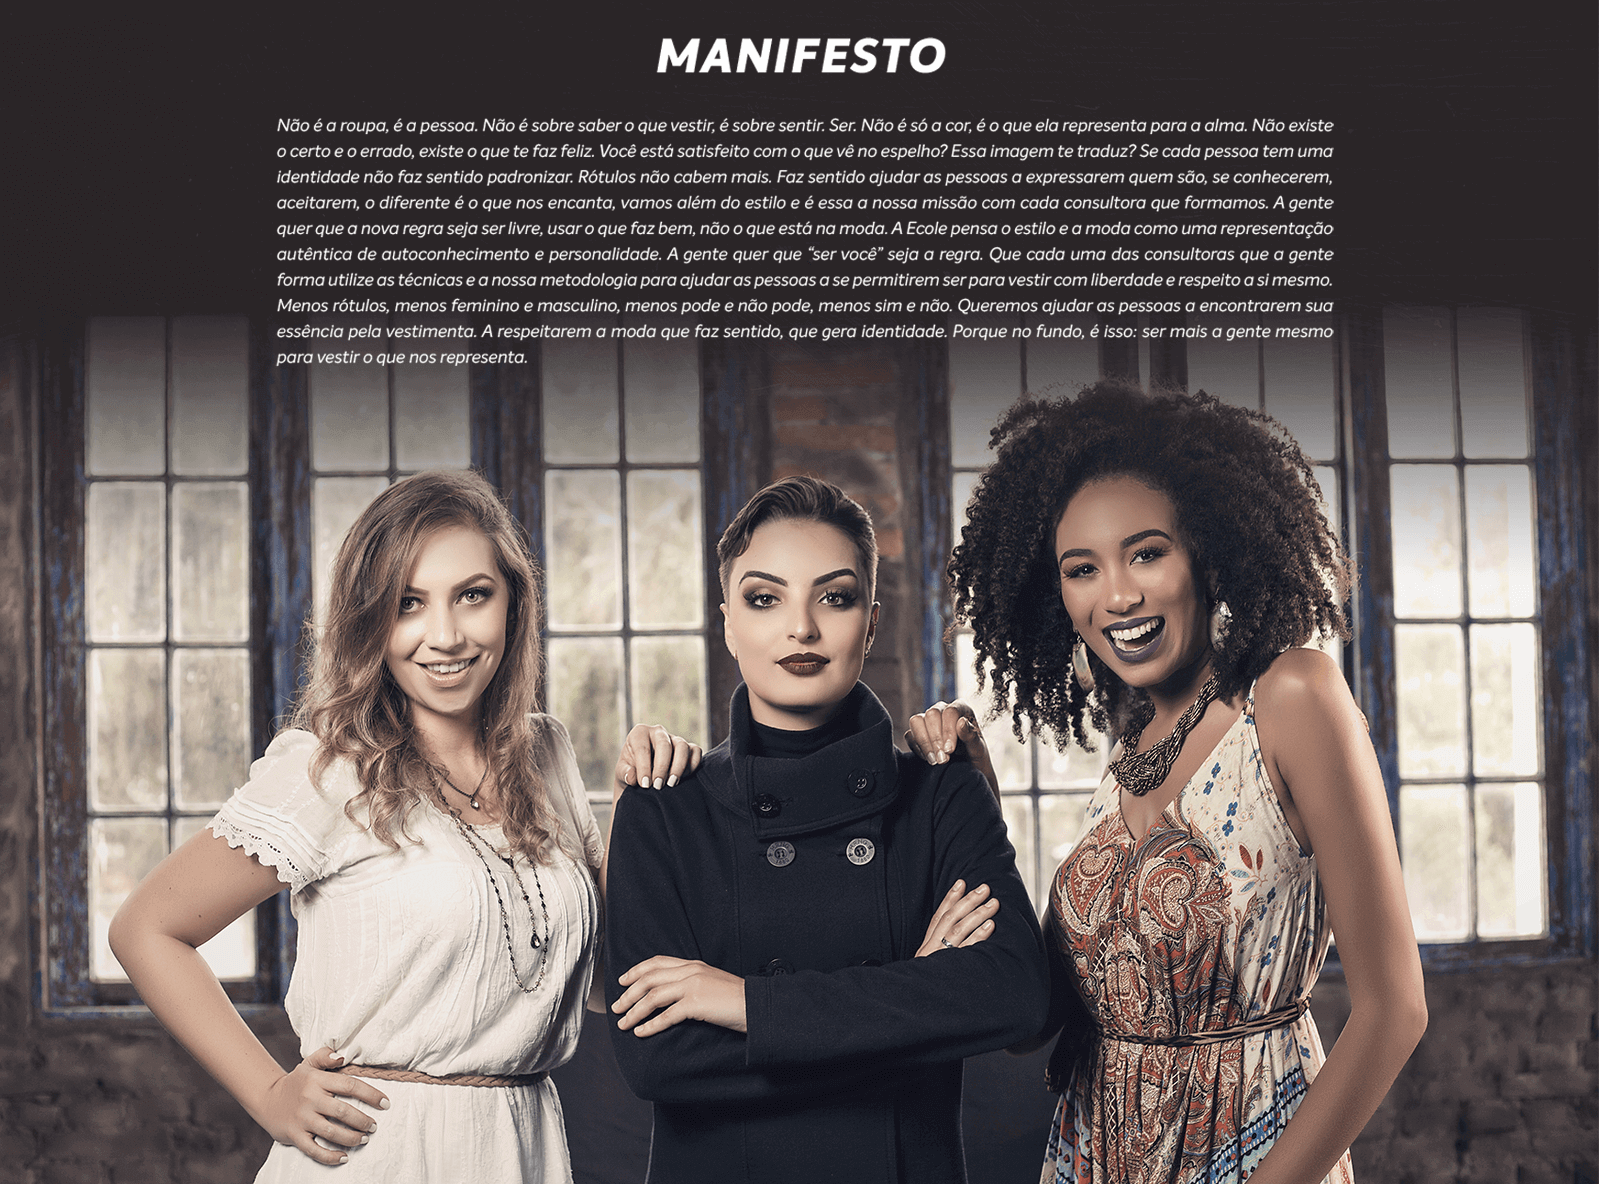 MANIFESTO
Não é a roupa, é a pessoa. Não é sobre saber o que vestir, é sobre sentir. Ser. Não é só a cor, é o que ela representa para a alma. Não existe
o certo e o errado, existe o que te faz feliz. Você está satisfeito com o que vê no espelho? Essa imagem te traduz? Se cada pessoa tem uma
identidade não faz sentido padronizar. Rótulos não cabem mais. Faz sentido ajudar as pessoas a expressarem quem são, se conhecerem,
aceitarem, o diferente é o que nos encanta, vamos além do estilo e é essa a nossa missão com cada consultora que formamos. A gente
quer que a nova regra seja ser livre, usar o que faz bem, não o que está na moda. A Ecole pensa o estilo e a moda como uma representação
autêntica de autoconhecimento e personalidade. A gente quer que “ser você” seja a regra. Que cada uma das consultoras que a gente
forma utilize as técnicas e a nossa metodologia para ajudar as pessoas a se permitirem ser para vestir com liberdade e respeito a si mesmo.
Menos rótulos, menos feminino e masculino, menos pode e não pode, menos sim e não. Queremos ajudar as pessoas a encontrarem sua
essência pela vestimenta. A respeitarem a moda que faz sentido, que gera identidade. Porque no fundo, é isso: ser mais a gente mesmo
para vestir o que nos representa.